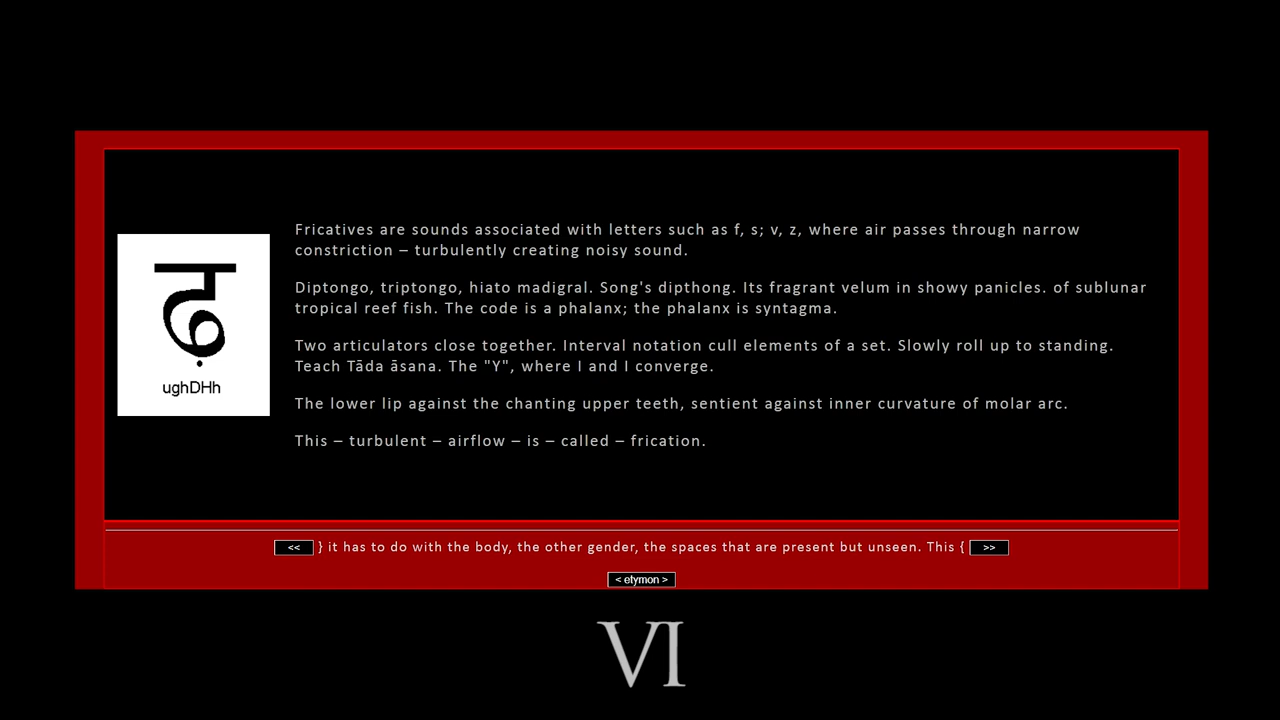 Fricatives are sounds associated with letters such as f, s; v, z, where air passes through narrow
constriction – turbulently creating noisy sound.
ढ़
ughDHh
Diptongo, triptongo, hiato madigral. Song's dipthong. Its fragrant velum in showy panicles. of sublunar
tropical reef fish. The code is a phalanx; the phalanx is syntagma.
Two articulators close together. Interval notation cull elements of a set. Slowly roll up to standing.
Teach Tāda āsana. The "Y", where I and I converge.
The lower lip against the chanting upper teeth, sentient against inner curvature of molar arc.
This – turbulent – airflow – is – called – frication.
<< } it has to do with the body, the other gender, the spaces that are present but unseen. This { >>
< etymon >
VI